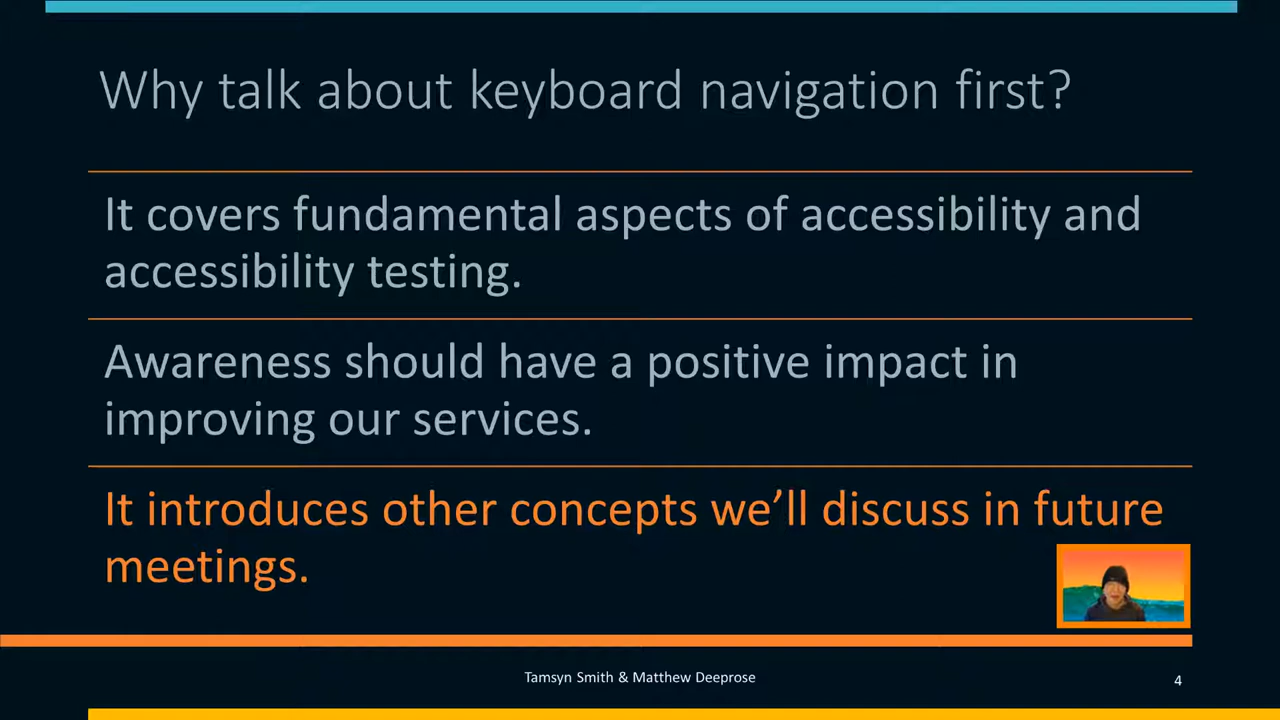 Why talk about keyboard navigation first?
It covers fundamental aspects of accessibility and
accessibility testing.
Awareness should have a positive impact in
improving our services.
It introduces other concepts we’ll discuss in future
meetings.
Tamsyn Smith & Matthew Deeprose
4